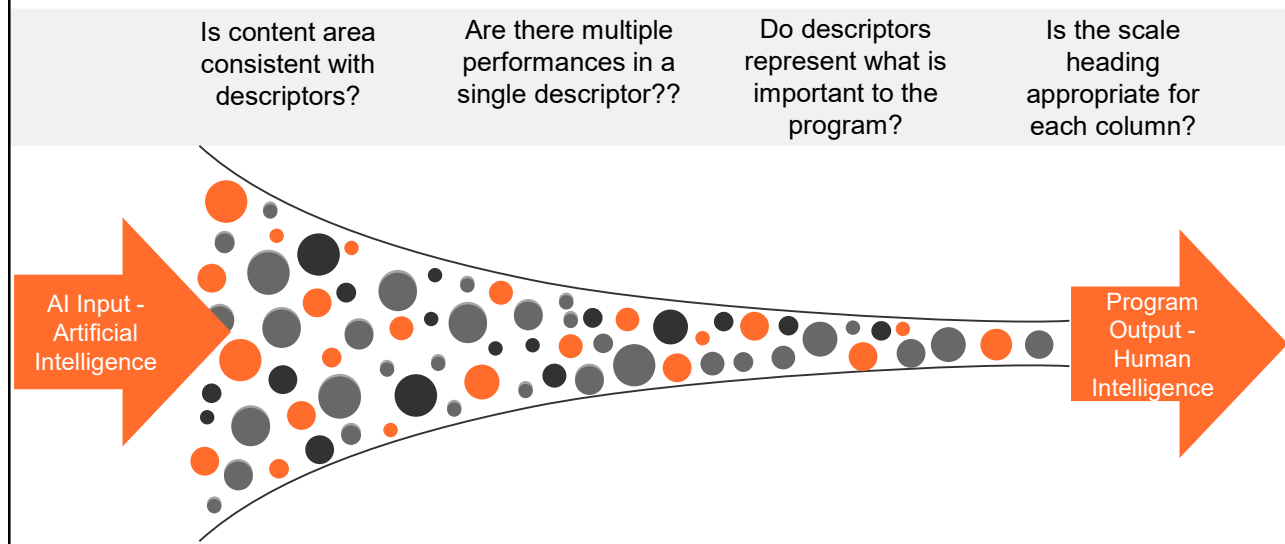 Is content area
consistent with
descriptors?
Are there multiple
performances in a
single descriptor??
Do descriptors
represent what is
important to the
program?
Is the scale
heading
appropriate for
each column?
AI Input -
Artificial
Intelligence
Program
Output -
Human
Intelligence